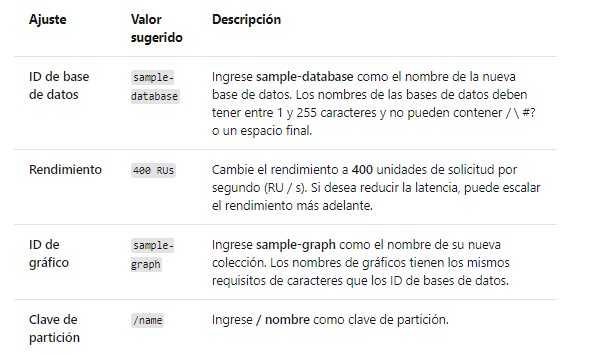 Ajuste Valor sugerido Descripción
ID de base de datos sample-database Ingrese sample-database como el nombre de la nueva
base de datos. Los nombres de las bases de datos deben
tener entre 1 y 255 caracteres y no pueden contener / \ #?
o un espacio final.
Rendimiento 400 RUs Cambie el rendimiento a 400 unidades de solicitud por
segundo (RU / s). Si desea reducir la latencia, puede escalar
el rendimiento más adelante.
ID de gráfico sample-graph Ingrese sample-graph como el nombre de su nueva
colección. Los nombres de gráficos tienen los mismos
requisitos de caracteres que los ID de bases de datos.
Clave de partición /name Ingrese / nombre como clave de partición.